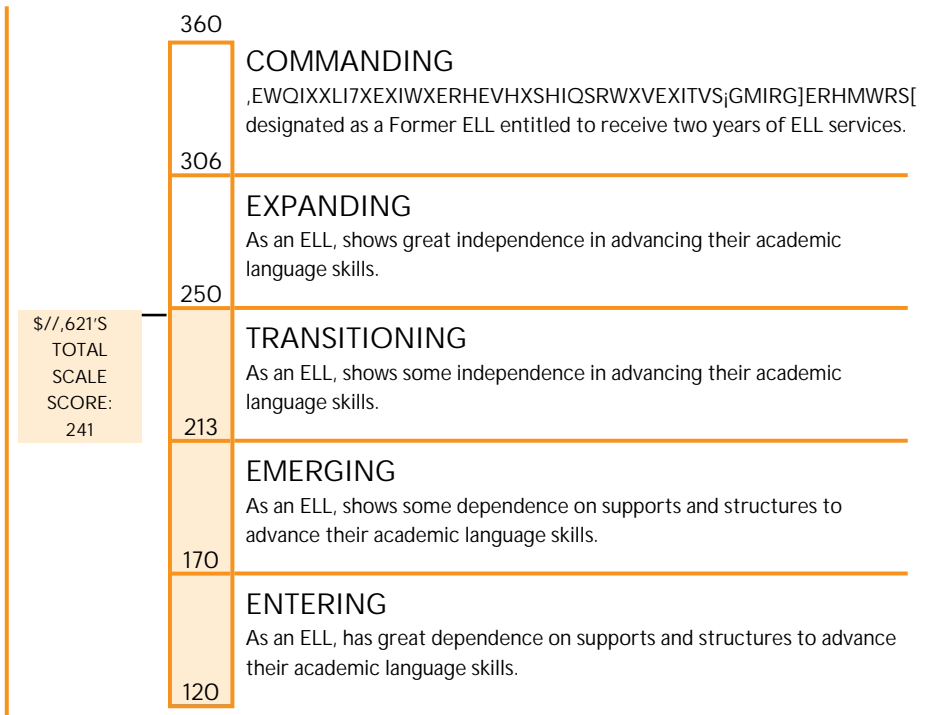 360
COMMANDING
,EWQIXXLI7XEXIWXERHEVHXSHIQSRWXVEXITVS¡GMIRG]ERHMWRS[
designated as a Former ELL entitled to receive two years of ELL services.
306
EXPANDING
As an ELL, shows great independence in advancing their academic
language skills.
250
$//,621'S
TOTAL
SCALE
SCORE:
241
TRANSITIONING
As an ELL, shows some independence in advancing their academic
language skills.
213
EMERGING
As an ELL, shows some dependence on supports and structures to
advance their academic language skills.
170
ENTERING
As an ELL, has great dependence on supports and structures to advance
their academic language skills.
120